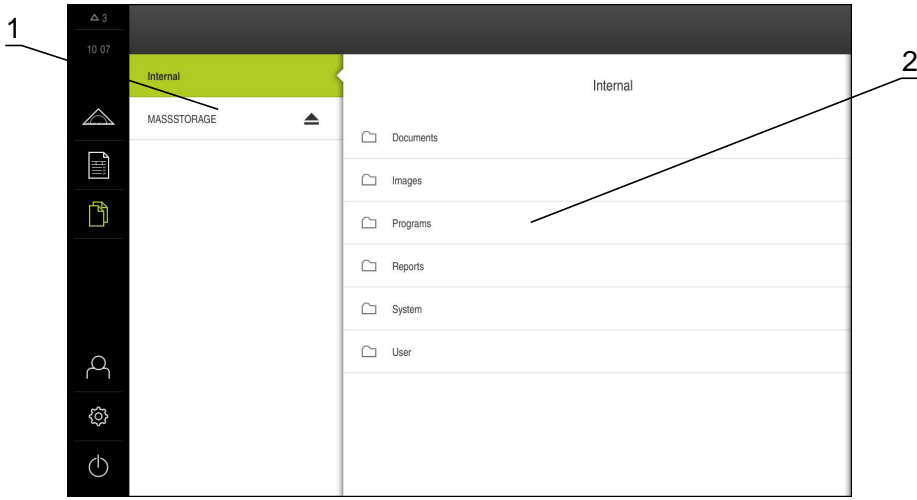 1
△ 3
10 07
Internal
MASSSTORAGE
Internal
2
Documents
Images
Programs
Reports
System
User